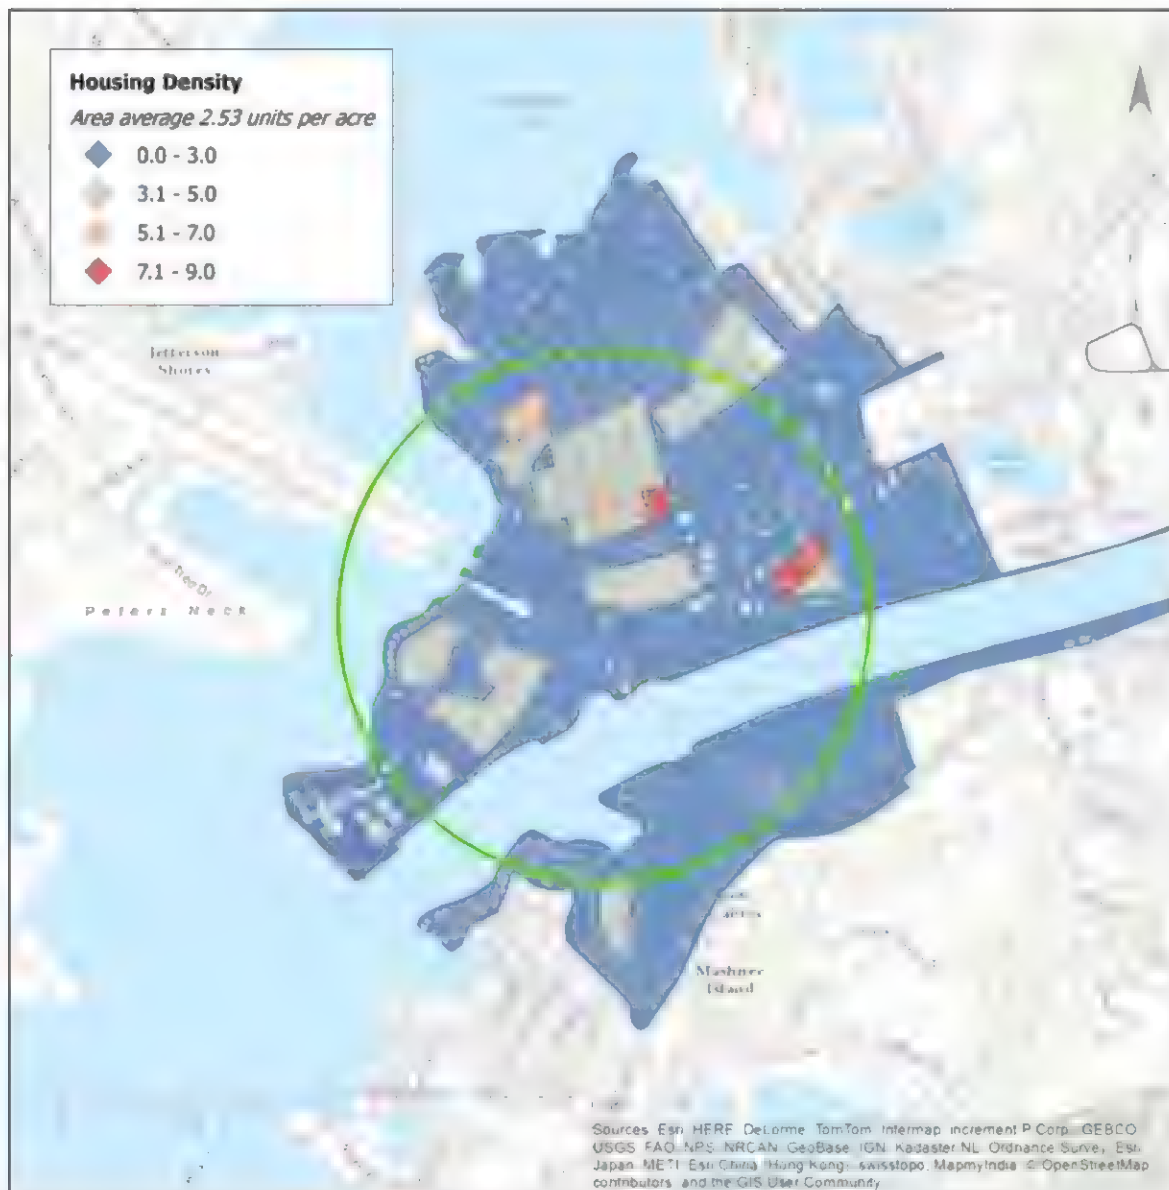 Housing Density
Area average 2.53 units per acre
0.0 - 3.0
3.1 - 5.0
5.1 - 7.0
7.1 - 9.0
Jefferson
Shores
Peters Neck
Mashnee
Island
Sources Esri HERE DeLorme TomTom Intermap increment P Corp GEBCO
USGS FAO NPS NRCAN GeoBase IGN Kadaster NL Ordnance Survey Esri
Japan METI Esri China (Hong Kong) swisstopo MapmyIndia © OpenStreetMap
contributors and the GIS User Community